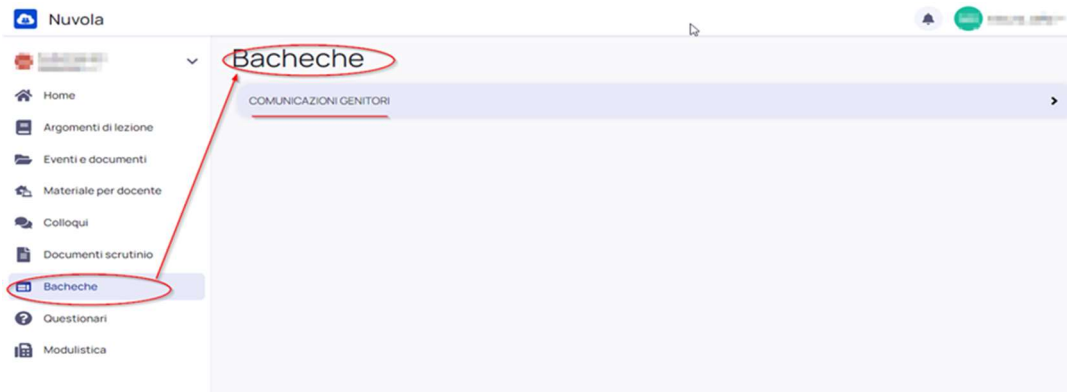 Nuvola
Bacheche
COMUNICAZIONI GENITORI
Home
Argomenti di lezione
Eventi e documenti
Materiale per docente
Colloqui
Documenti scrutinio
Bacheche
Questionari
Modulistica